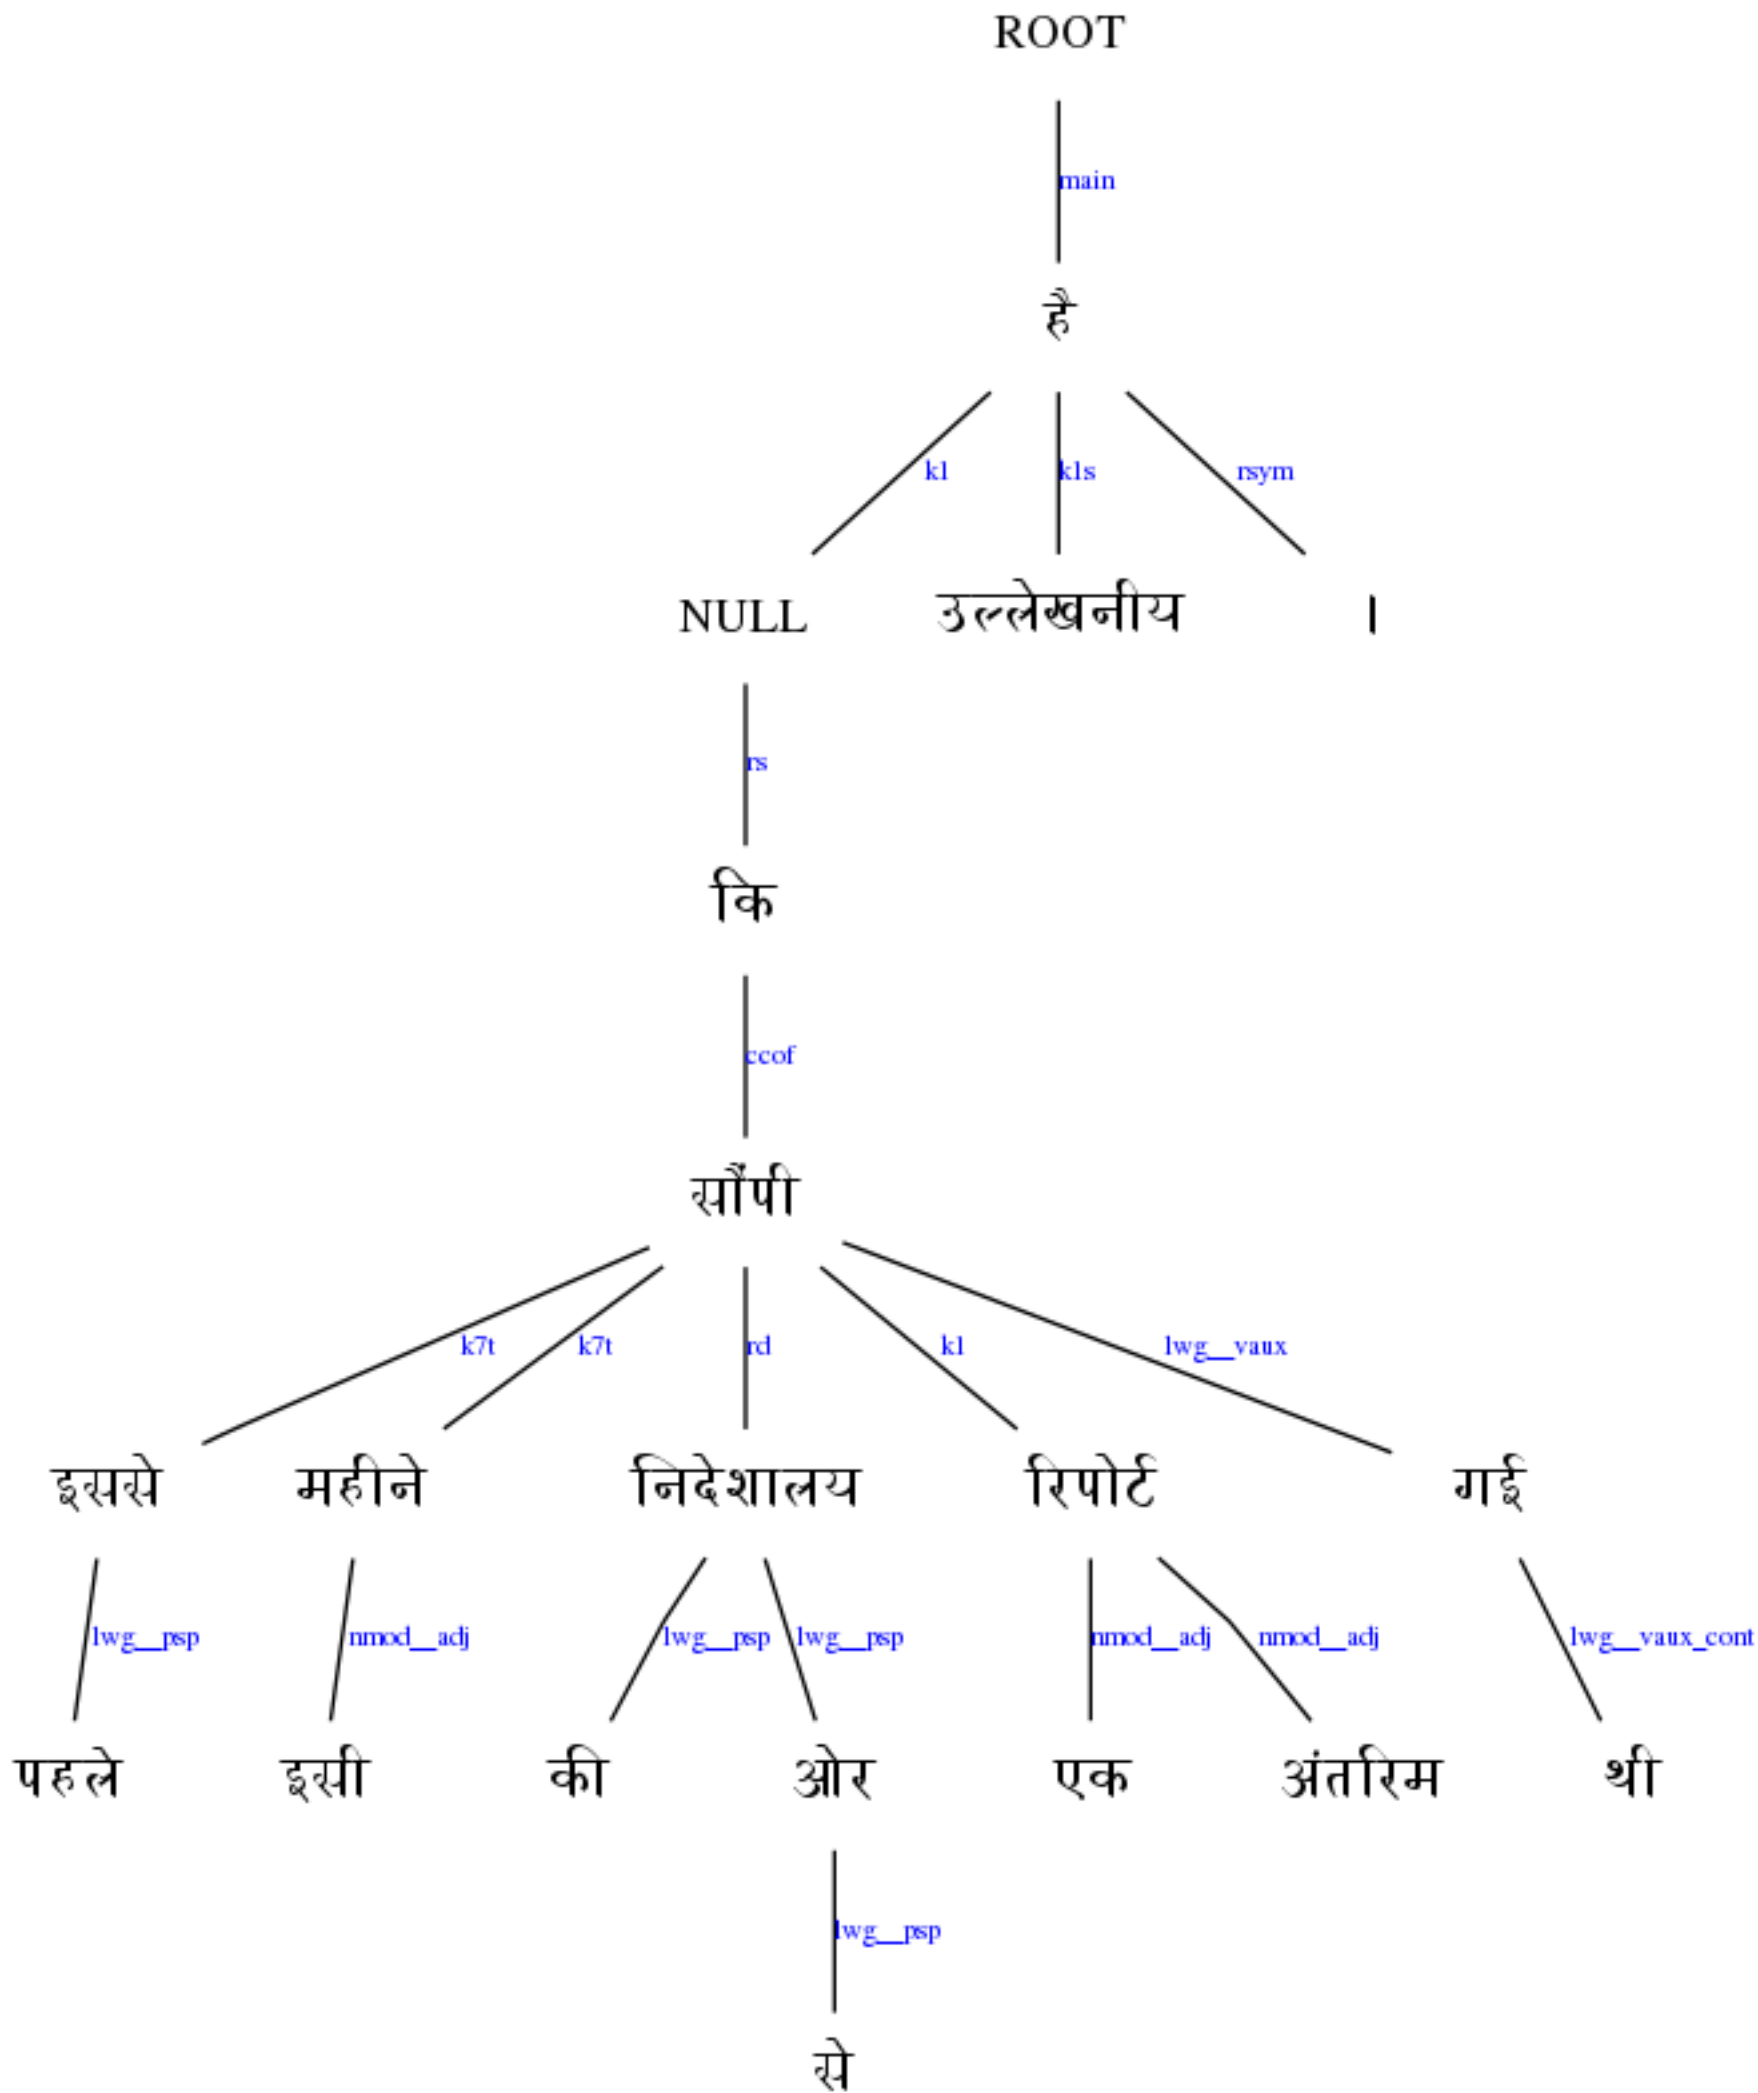 ROOT
main
है
k1 k1s rsym
NULL उल्लेखनीय ।
rs
कि
ccof
सौंपी
k7t k7t rd k1 lwg__vaux
इससे महीने निदेशालय रिपोर्ट गई
lwg__psp nmod__adj lwg__psp lwg__psp nmod__adj nmod__adj lwg__vaux_cont
पहले इसी की ओर एक अंतरिम थी
lwg__psp
से